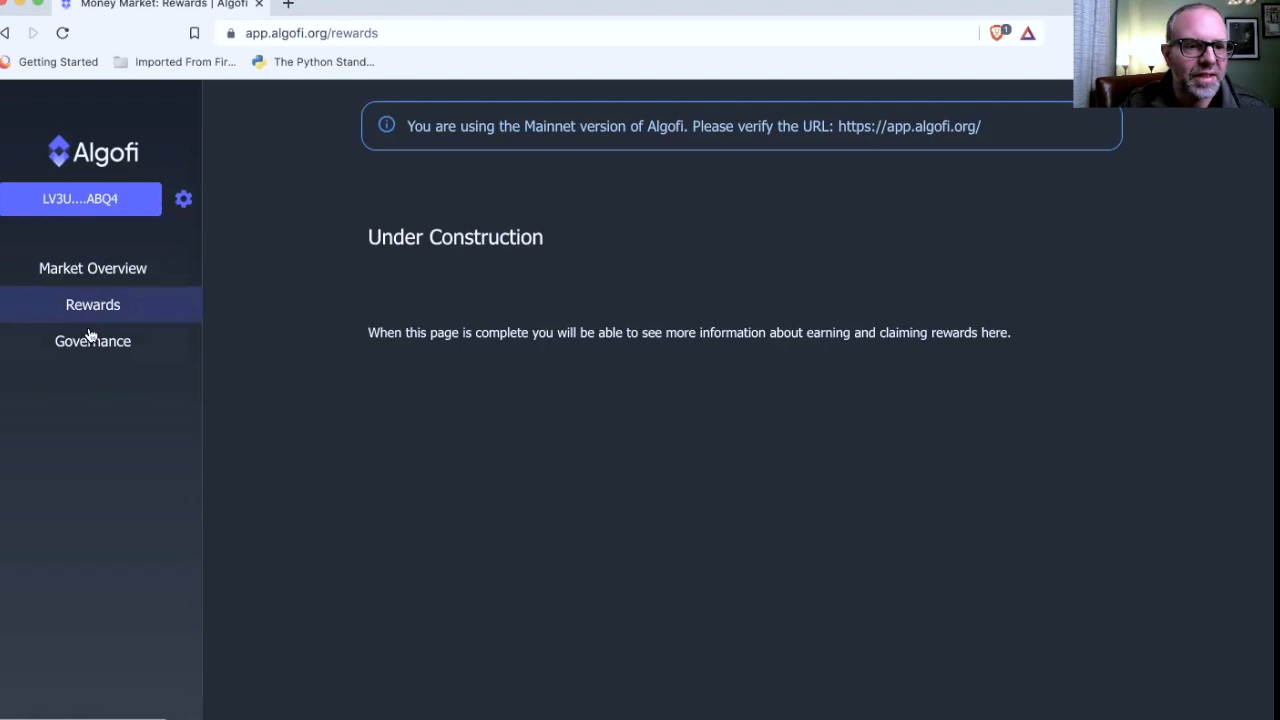 Money Market: Rewards | Algofi
app.algofi.org/rewards
1
Getting Started
Imported From Fir...
The Python Stand...
You are using the Mainnet version of Algofi. Please verify the URL: https://app.algofi.org/
Algofi
LV3U....ABQ4
Under Construction
Market Overview
Rewards
When this page is complete you will be able to see more information about earning and claiming rewards here.
Governance